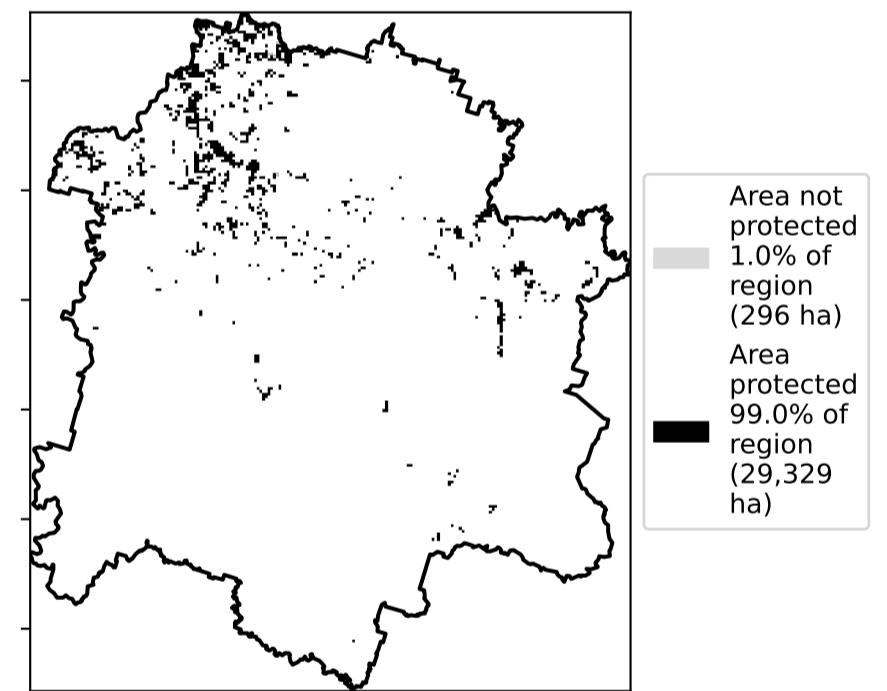 Area not
protected
1.0% of
region
(296 ha)
Area
protected
99.0% of
region
(29,329
ha)